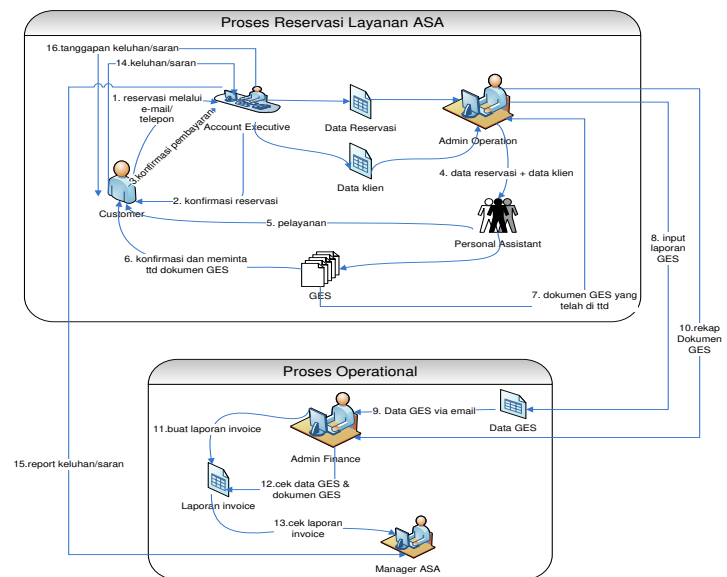 Proses Reservasi Layanan ASA
16.tanggapan keluhan/saran
14.keluhan/saran
1. reservasi melalui
e-mail/
telepon
3.konfirmasi pembayaran
Account Executive
Data Reservasi
Admin Operation
Data klien
4. data reservasi + data klien
Customer
2. konfirmasi reservasi
5. pelayanan
Personal Assistant
6. konfirmasi dan meminta
ttd dokumen GES
GES
7. dokumen GES yang
telah di ttd
8. input
laporan
GES
10.rekap
Dokumen
GES
Proses Operational
9. Data GES via email
Data GES
11.buat laporan invoice
Admin Finance
15.report keluhan/saran
12.cek data GES &
dokumen GES
Laporan invoice
13.cek laporan
invoice
Manager ASA